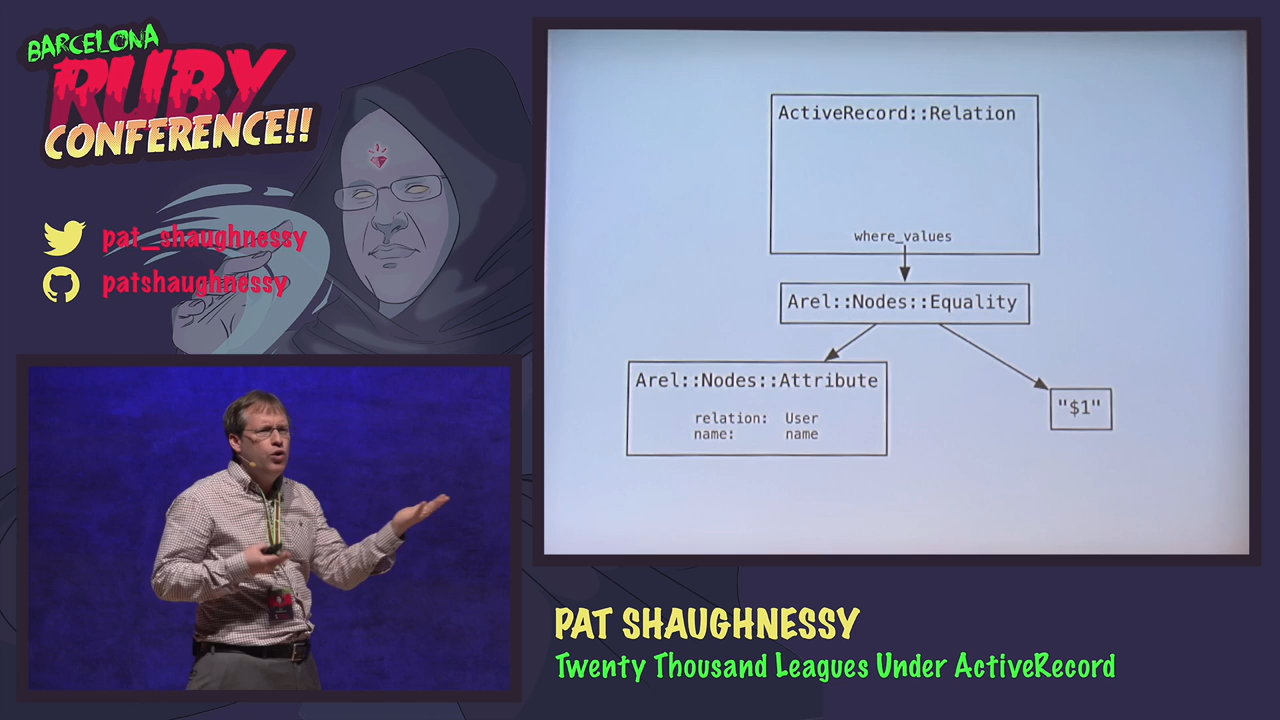 BARCELONA
RUBY
CONFERENCE!!
pat_shaughnessy
patshaughnessy
ActiveRecord::Relation
where_values
Arel::Nodes::Equality
Arel::Nodes::Attribute
"$1"
relation: User
name: name
PAT SHAUGHNESSY
Twenty Thousand Leagues Under ActiveRecord